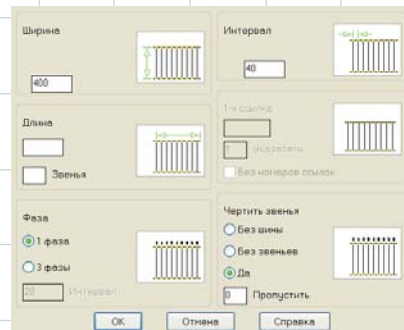 Ширина
400
Интервал
40
Длина
Звенья
1-я ссылка
1
Указатель
Без номеров ссылок
Фаза
1 фаза
3 фазы
20 Интервал
Чертить звенья
Без шины
Без звеньев
Да
0 Пропустить
OK
Отмена
Справка